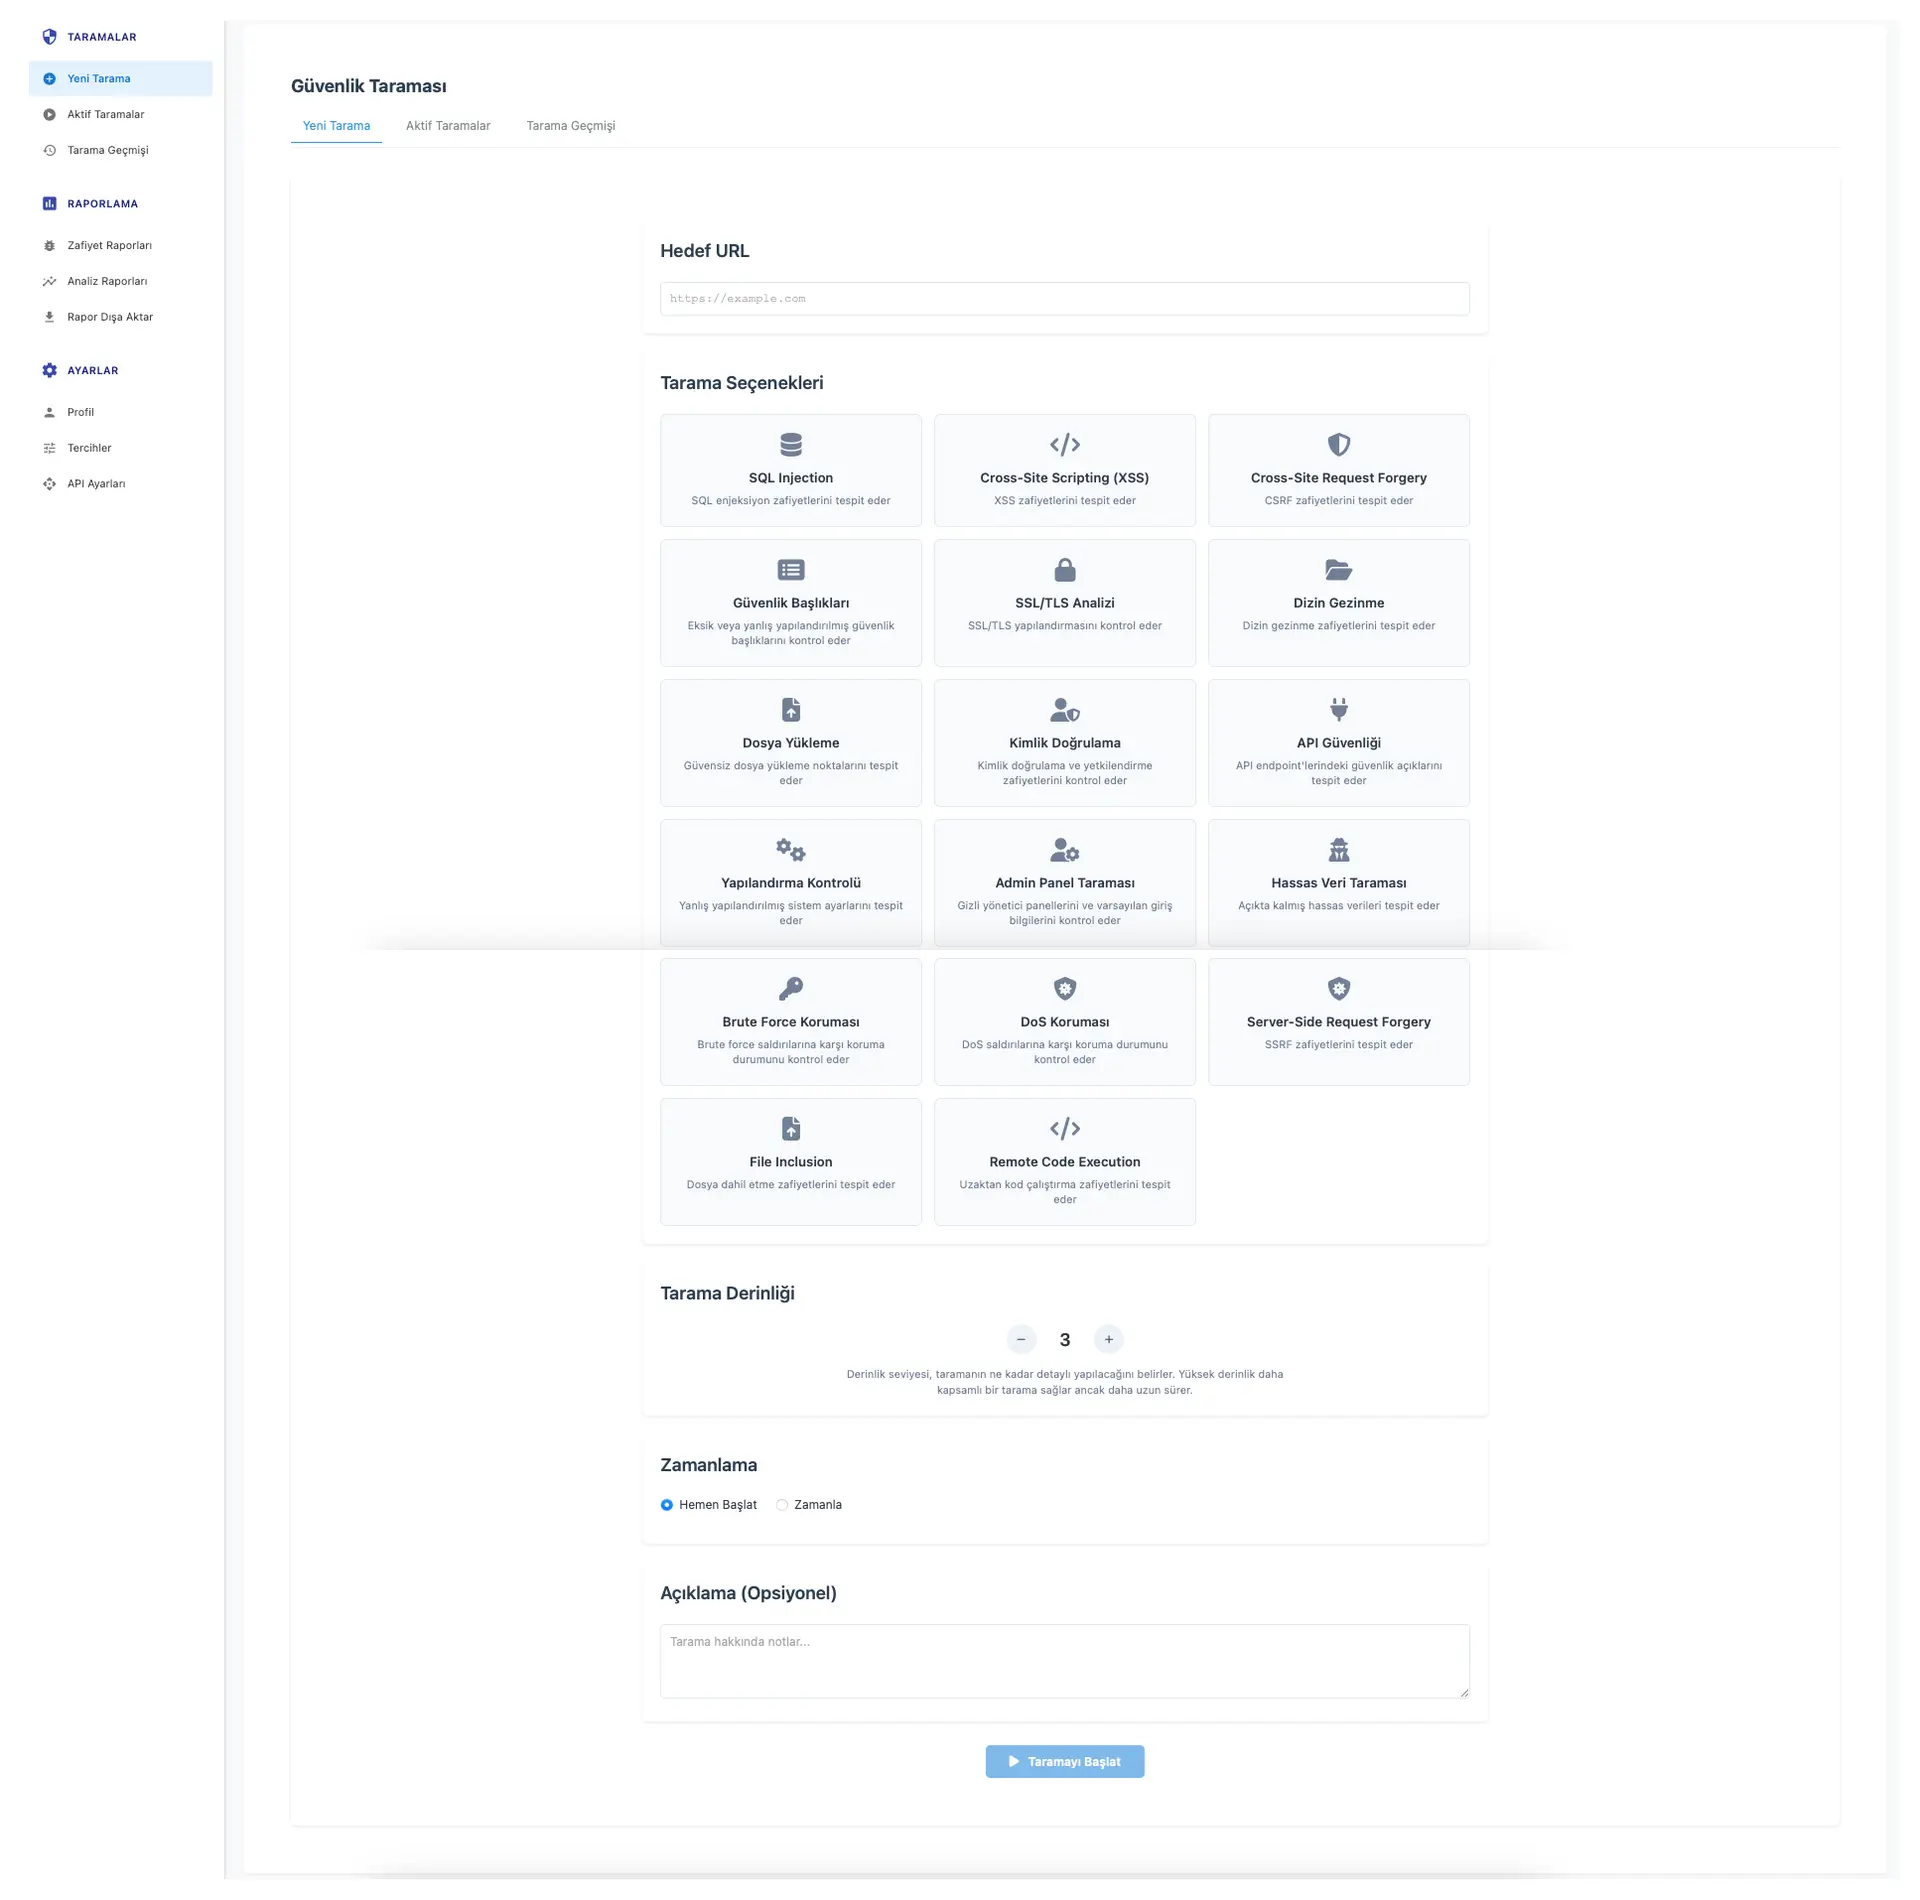 TARAMALAR
Yeni Tarama
Aktif Taramalar
Tarama Geçmişi
RAPORLAMA
Zafiyet Raporları
Analiz Raporları
Rapor Dışa Aktar
AYARLAR
Profil
Tercihler
API Ayarları
Güvenlik Taraması
Yeni Tarama
Aktif Taramalar
Tarama Geçmişi
Hedef URL
https://example.com
Tarama Seçenekleri
SQL Injection
SQL enjeksiyon zafiyetlerini tespit eder
Cross-Site Scripting (XSS)
XSS zafiyetlerini tespit eder
Cross-Site Request Forgery
CSRF zafiyetlerini tespit eder
Güvenlik Başlıkları
Eksik veya yanlış yapılandırılmış güvenlik
başlıklarını kontrol eder
SSL/TLS Analizi
SSL/TLS yapılandırmasını kontrol eder
Dizin Gezinme
Dizin gezinme zafiyetlerini tespit eder
Dosya Yükleme
Güvensiz dosya yükleme noktalarını tespit
eder
Kimlik Doğrulama
Kimlik doğrulama ve yetkilendirme
zafiyetlerini kontrol eder
API Güvenliği
API endpoint'lerindeki güvenlik açıklarını
tespit eder
Yapılandırma Kontrolü
Yanlış yapılandırılmış sistem ayarlarını tespit
eder
Admin Panel Taraması
Gizli yönetici panellerini ve varsayılan giriş
bilgilerini kontrol eder
Hassas Veri Taraması
Açıkta kalmış hassas verileri tespit eder
Brute Force Koruması
Brute force saldırılarına karşı koruma
durumunu kontrol eder
DoS Koruması
DoS saldırılarına karşı koruma durumunu
kontrol eder
Server-Side Request Forgery
SSRF zafiyetlerini tespit eder
File Inclusion
Dosya dahil etme zafiyetlerini tespit eder
Remote Code Execution
Uzaktan kod çalıştırma zafiyetlerini tespit
eder
Tarama Derinliği
− 3 +
Derinlik seviyesi, taramanın ne kadar detaylı yapılacağını belirler. Yüksek derinlik daha
kapsamlı bir tarama sağlar ancak daha uzun sürer.
Zamanlama
Hemen Başlat
Zamanla
Açıklama (Opsiyonel)
Tarama hakkında notlar...
Taramayı Başlat